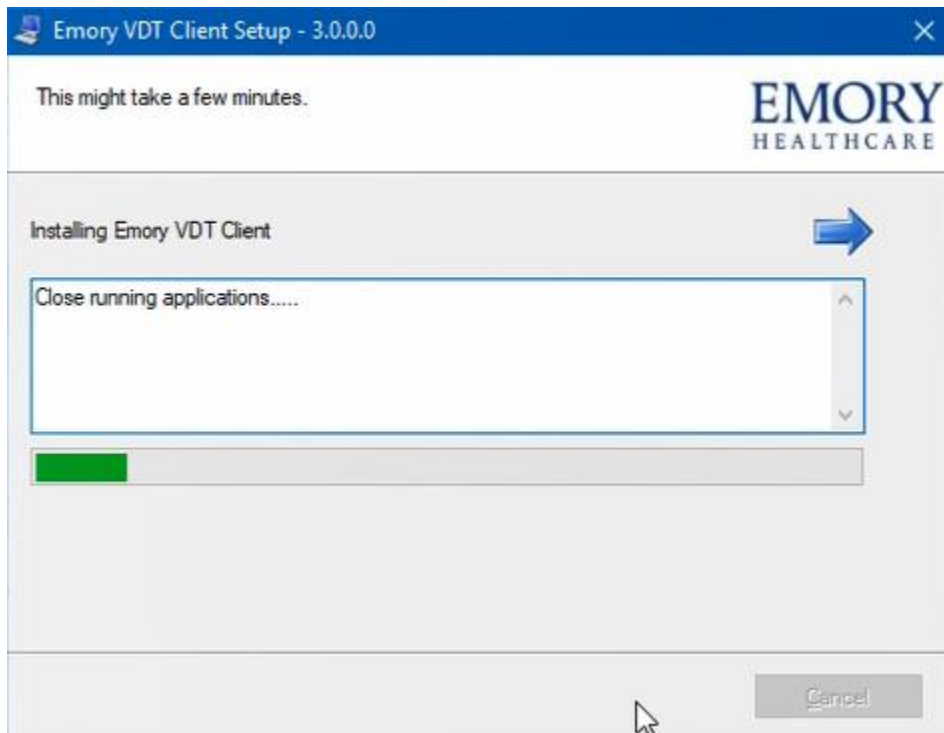 Emory VDT Client Setup - 3.0.0.0
This might take a few minutes.
EMORY
HEALTHCARE
Installing Emory VDT Client
Close running applications.....
Cancel